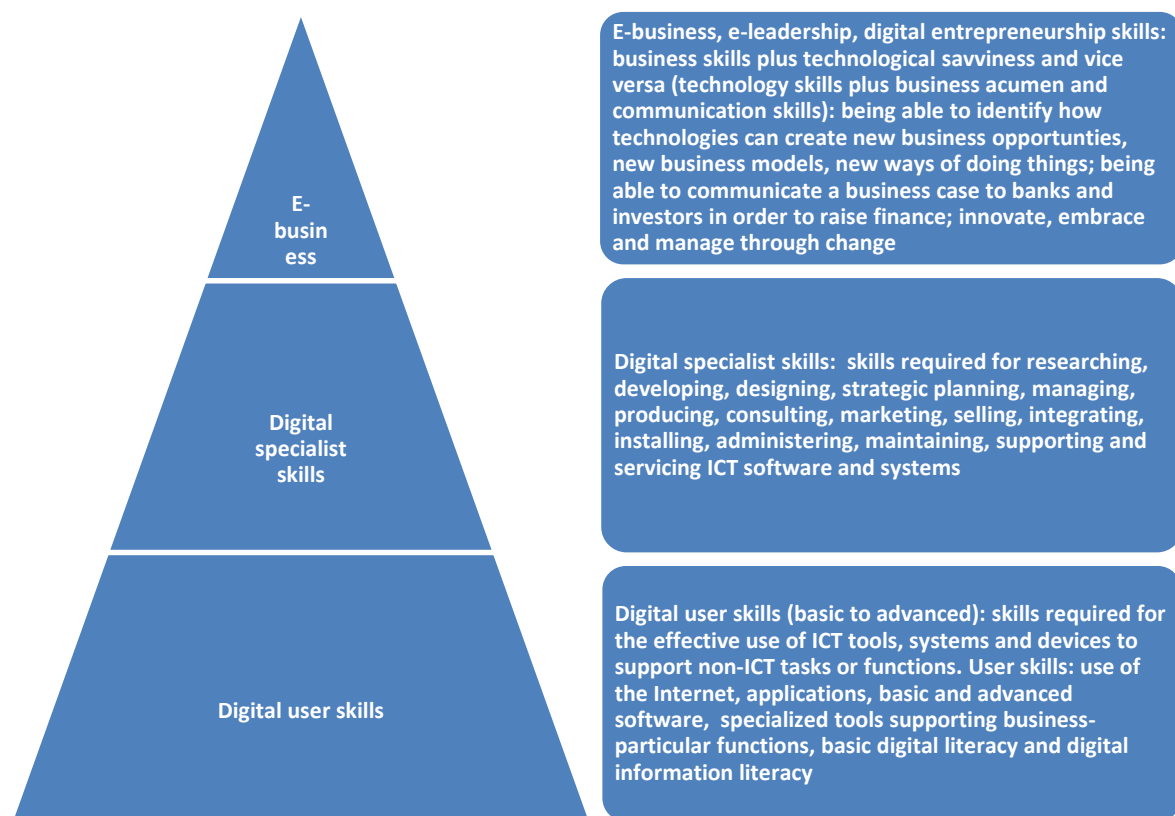 E-
busin
ess
E-business, e-leadership, digital entrepreneurship skills:
business skills plus technological savviness and vice
versa (technology skills plus business acumen and
communication skills): being able to identify how
technologies can create new business opportunties,
new business models, new ways of doing things; being
able to communicate a business case to banks and
investors in order to raise finance; innovate, embrace
and manage through change
Digital
specialist
skills
Digital specialist skills:  skills required for researching,
developing, designing, strategic planning, managing,
producing, consulting, marketing, selling, integrating,
installing, administering, maintaining, supporting and
servicing ICT software and systems
Digital user skills
Digital user skills (basic to advanced): skills required for
the effective use of ICT tools, systems and devices to
support non-ICT tasks or functions. User skills: use of
the Internet, applications, basic and advanced
software,  specialized tools supporting business-
particular functions, basic digital literacy and digital
information literacy